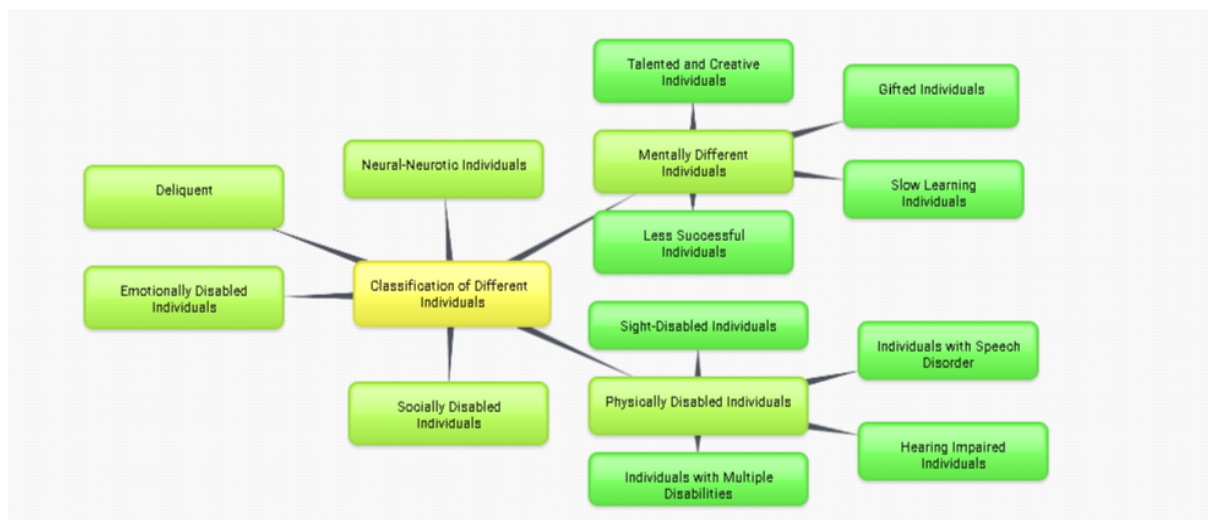 Talented and Creative
Individuals
Gifted Individuals
Neural-Neurotic Individuals
Mentally Different
Individuals
Deliquent
Slow Learning
Individuals
Less Successful
Individuals
Emotionally Disabled
Individuals
Classification of Different
Individuals
Sight-Disabled Individuals
Individuals with Speech
Disorder
Socially Disabled
Individuals
Physically Disabled Individuals
Hearing Impaired
Individuals
Individuals with Multiple
Disabilities